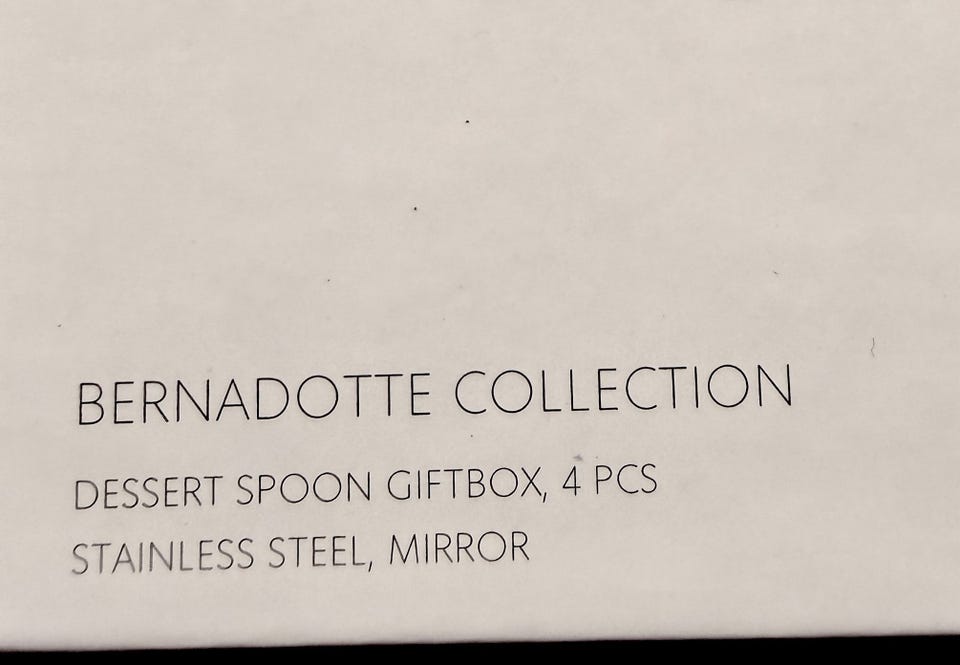 BERNADOTTE COLLECTION
DESSERT SPOON GIFTBOX, 4 PCS
STAINLESS STEEL, MIRROR